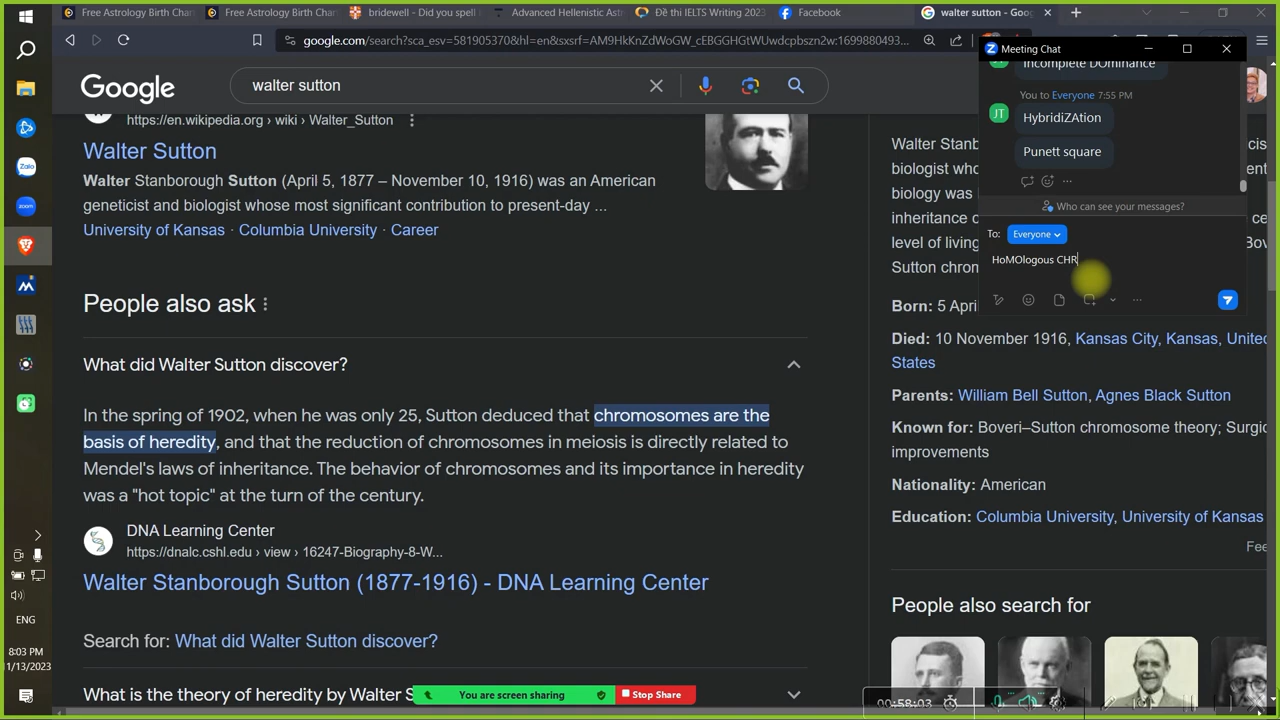 Free Astrology Birth Char
Free Astrology Birth Char
bridewell - Did you spell i
Advanced Hellenistic Ast
Đề thi IELTS Writing 2023
Facebook
walter sutton - Goo
google.com/search?sca_esv=581905370&hl=en&sxsrf=AM9HkKnZdWoGW_cEBGGHGtWUwdcpbszn2w:1699880493...
Google
walter sutton
https://en.wikipedia.org › wiki › Walter_Sutton
Walter Sutton
Walter Stanborough Sutton (April 5, 1877 – November 10, 1916) was an American
geneticist and biologist whose most significant contribution to present-day ...
University of Kansas · Columbia University · Career
People also ask
What did Walter Sutton discover?
In the spring of 1902, when he was only 25, Sutton deduced that chromosomes are the
basis of heredity, and that the reduction of chromosomes in meiosis is directly related to
Mendel's laws of inheritance. The behavior of chromosomes and its importance in heredity
was a "hot topic" at the turn of the century.
DNA Learning Center
https://dnalc.cshl.edu › view › 16247-Biography-8-W...
Walter Stanborough Sutton (1877-1916) - DNA Learning Center
Search for: What did Walter Sutton discover?
What is the theory of heredity by Walter S
Meeting Chat
Incomplete DOminance
You to Everyone 7:55 PM
JT
HybridiZAtion
Punett square
Who can see your messages?
To: Everyone
HoMOlogous CHR
Walter Stanb
biologist who
biology was
inheritance c
level of living
Sutton chron
Born: 5 April
Died: 10 November 1916, Kansas City, Kansas, United
States
Parents: William Bell Sutton, Agnes Black Sutton
Known for: Boveri–Sutton chromosome theory; Surgic
improvements
Nationality: American
Education: Columbia University, University of Kansas
Fee
People also search for
You are screen sharing
Stop Share
00:58:03
Zalo
zoom
ENG
8:03 PM
11/13/2023